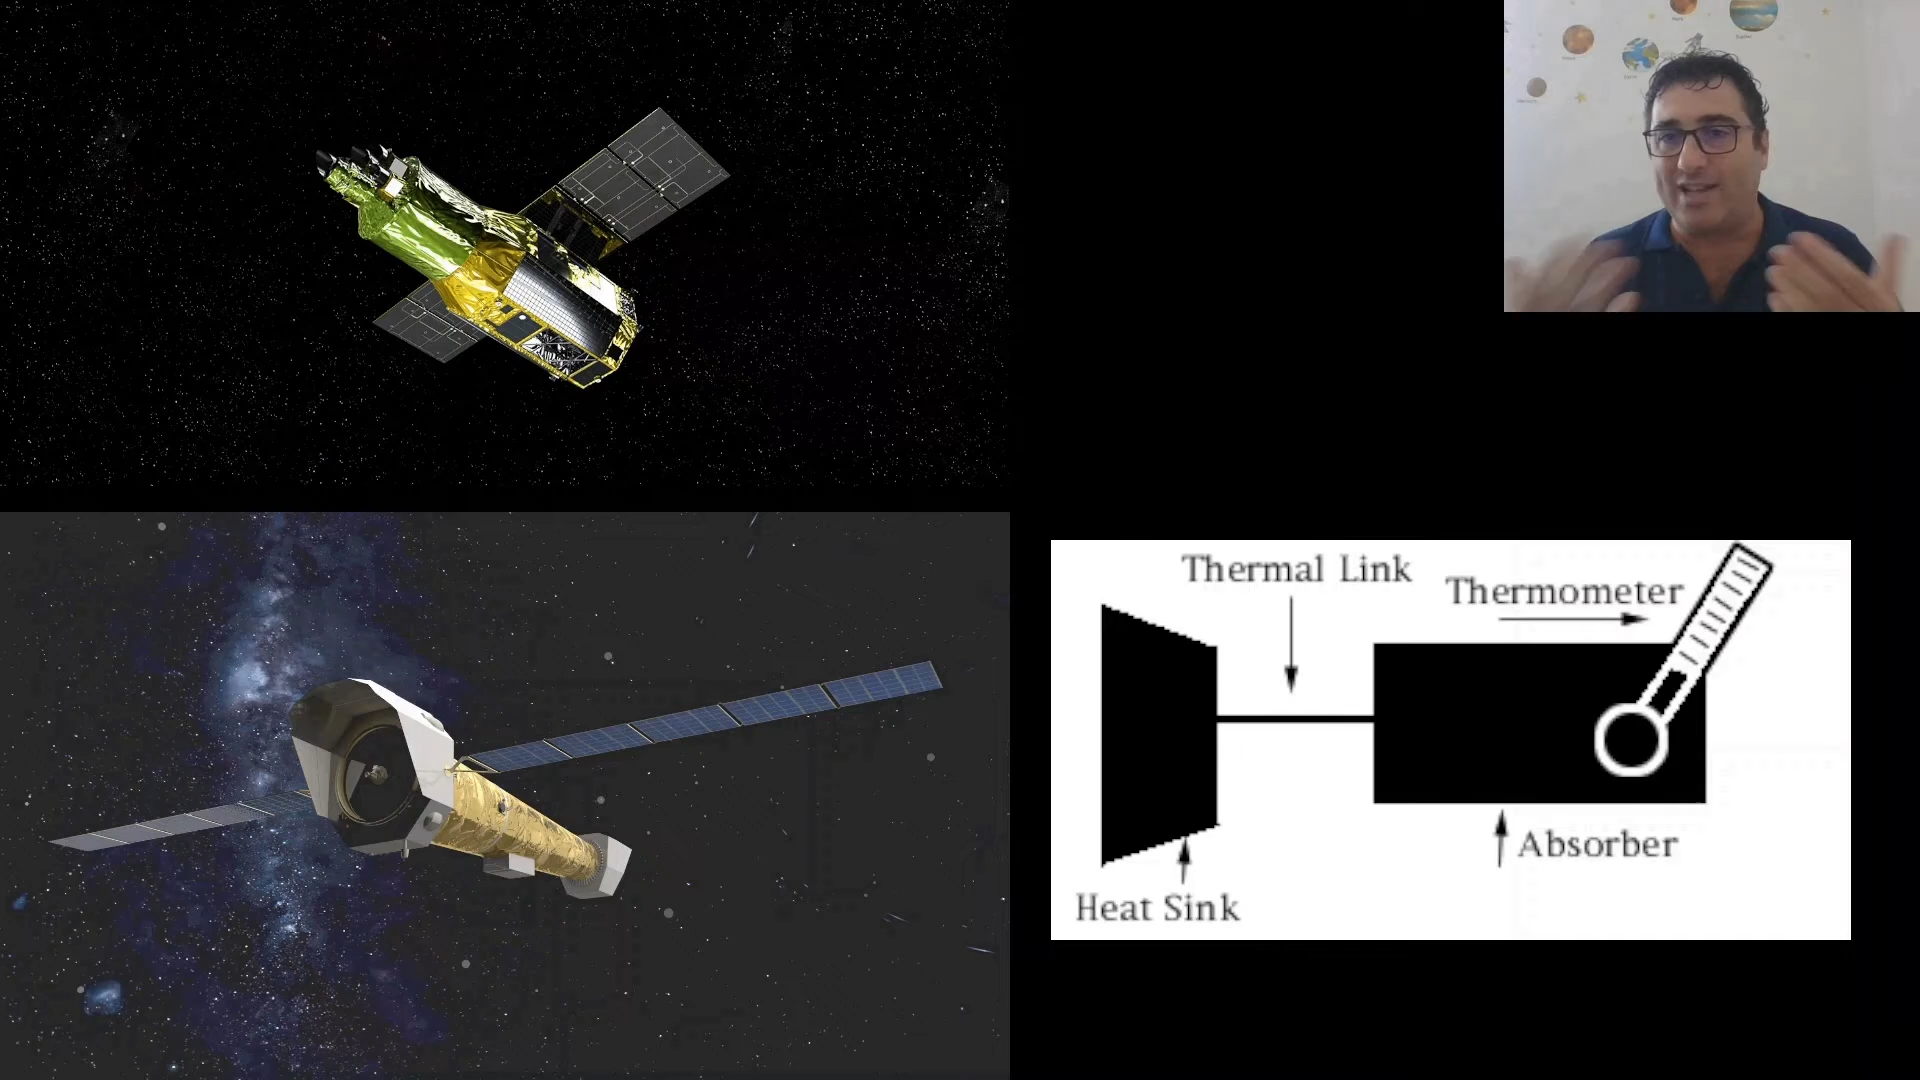 Thermal Link
Thermometer
Absorber
Heat Sink